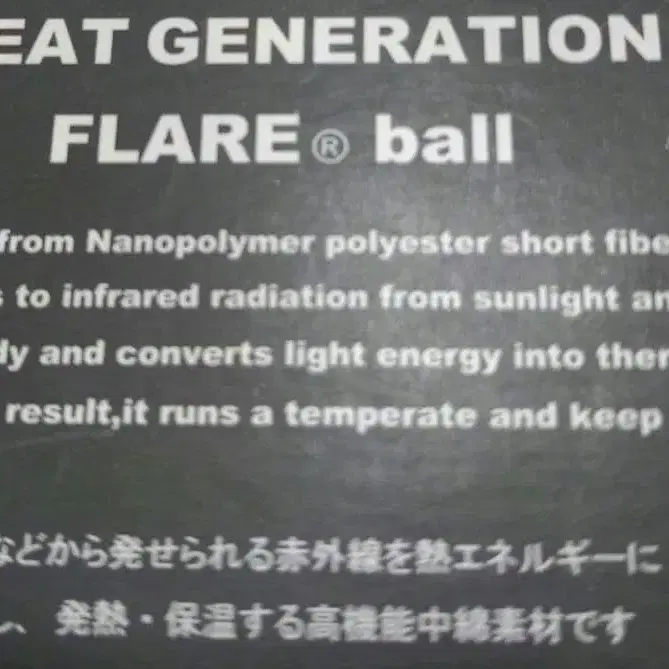 EAT GENERATION
FLARE® ball
from Nanopolymer polyester short fibe
s to infrared radiation from sunlight an
dy and converts light energy into ther
result,it runs a temperate and keep
などから発せられる赤外線を熱エネルギーに
し、発熱・保温する高機能中綿素材です